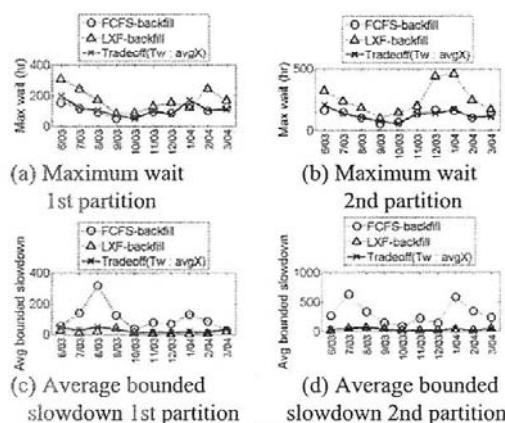 FCFS-backfill
LXF-backfill
Tradeoff(Tw : avgX)
Max wait (hr)
400
200
0
6/03 7/03 8/03 9/03 10/03 11/03 12/03 1/04 2/04 3/04
(a) Maximum wait
1st partition
FCFS-backfill
LXF-backfill
Tradeoff(Tw : avgX)
Max wait (hr)
500
0
6/03 7/03 8/03 9/03 10/03 11/03 12/03 1/04 2/04 3/04
(b) Maximum wait
2nd partition
FCFS-backfill
LXF-backfill
Tradeoff(Tw : avgX)
Avg bounded slowdown
400
200
0
6/03 7/03 8/03 9/03 10/03 11/03 12/03 1/04 2/04 3/04
(c) Average bounded
slowdown 1st partition
FCFS-backfill
LXF-backfill
Tradeoff(Tw : avgX)
Avg bounded slowdown
1000
500
0
6/03 7/03 8/03 9/03 10/03 11/03 12/03 1/04 2/04 3/04
(d) Average bounded
slowdown 2nd partition